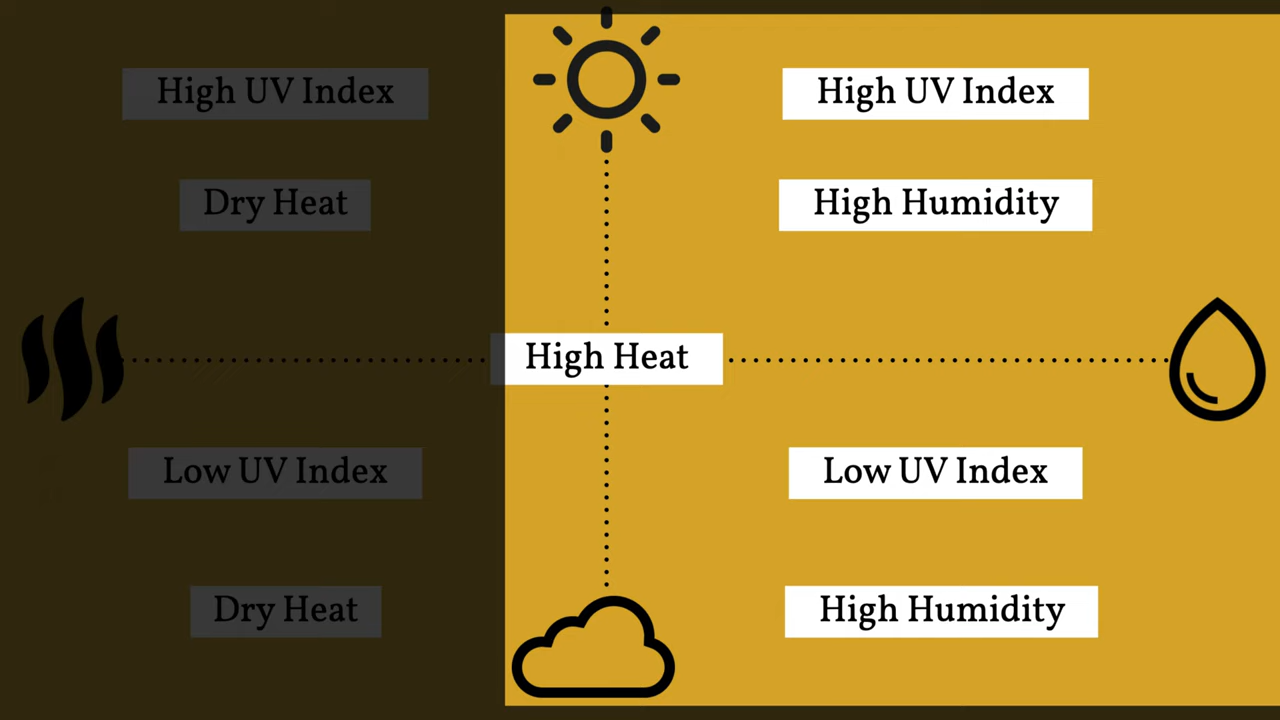 High UV Index
High UV Index
Dry Heat
High Humidity
High Heat
Low UV Index
Low UV Index
Dry Heat
High Humidity